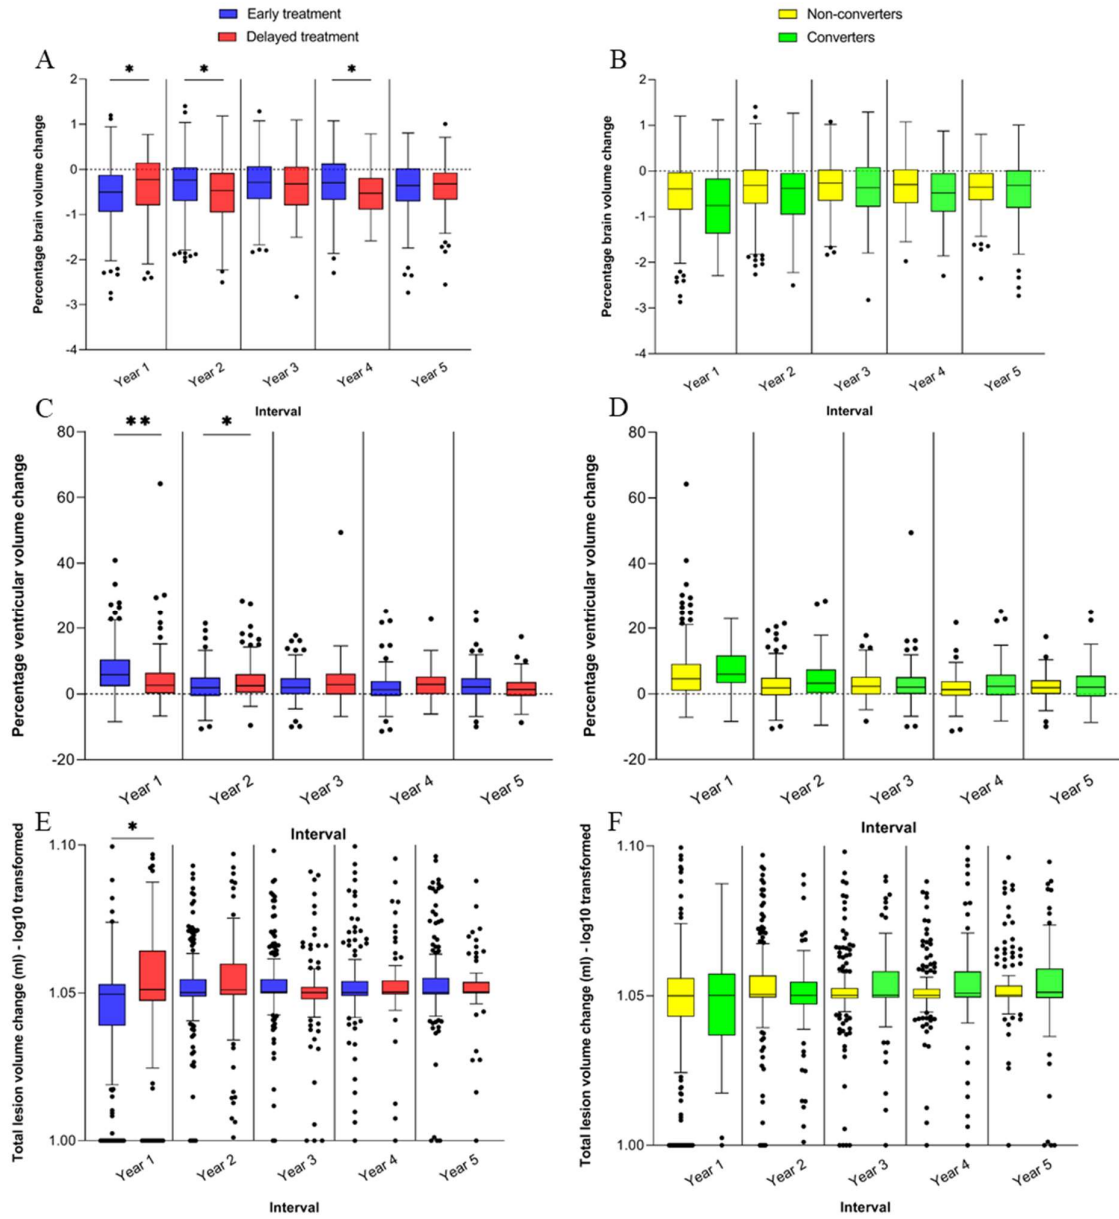 Early treatment
Delayed treatment
Non-converters
Converters
A
* * *
Percentage brain volume change
2
1
0
-1
-2
-3
-4
Year 1 Year 2 Year 3 Year 4 Year 5
Interval
B
Percentage brain volume change
2
1
0
-1
-2
-3
-4
Year 1 Year 2 Year 3 Year 4 Year 5
Interval
C
** *
Percentage ventricular volume change
80
60
40
20
0
-20
Year 1 Year 2 Year 3 Year 4 Year 5
Interval
D
Percentage ventricular volume change
80
60
40
20
0
-20
Year 1 Year 2 Year 3 Year 4 Year 5
Interval
E
*
Total lesion volume change (ml) - log10 transformed
1.10
1.05
1.00
Year 1 Year 2 Year 3 Year 4 Year 5
Interval
F
Total lesion volume change (ml) - log10 transformed
1.10
1.05
1.00
Year 1 Year 2 Year 3 Year 4 Year 5
Interval